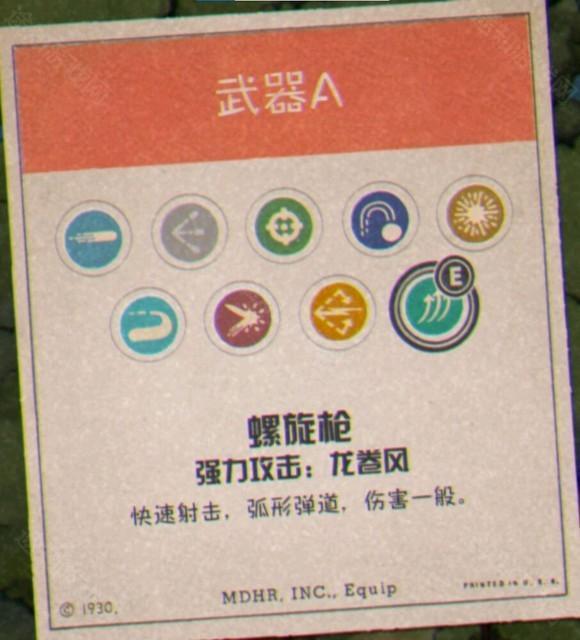 武器A
E
螺旋枪
强力攻击：龙卷风
快速射击，弧形弹道，伤害一般。
© 1930,
MDHR, INC., Equip
PRINTED IN U. S. A.